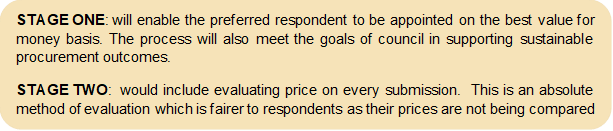 STAGE ONE: will enable the preferred respondent to be appointed on the best value for
money basis. The process will also meet the goals of council in supporting sustainable
procurement outcomes.
STAGE TWO: would include evaluating price on every submission. This is an absolute
method of evaluation which is fairer to respondents as their prices are not being compared